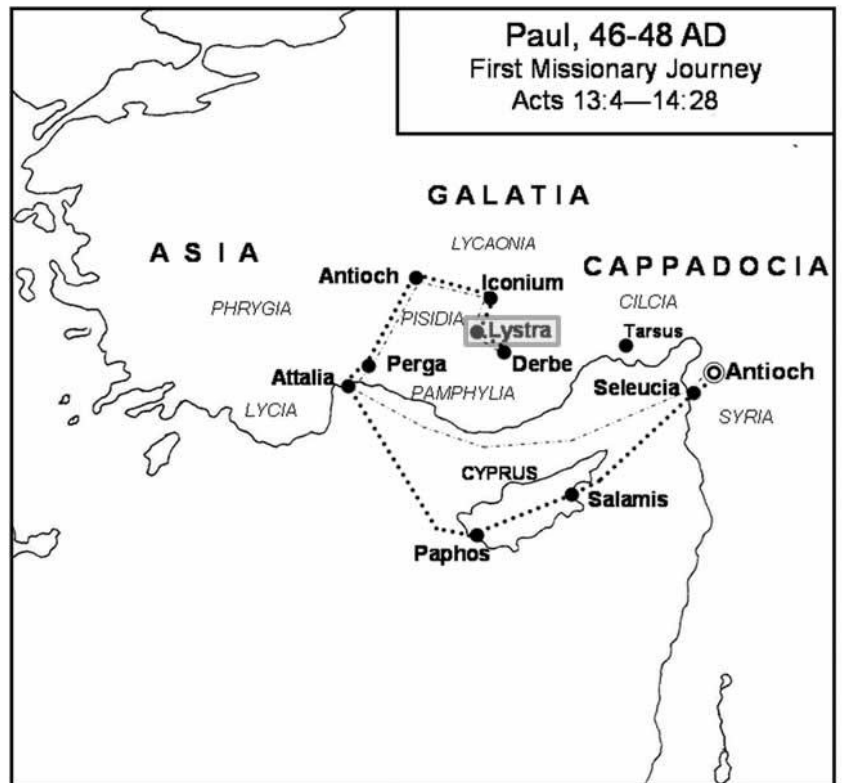 Paul, 46-48 AD
First Missionary Journey
Acts 13:4—14:28
GALATIA
LYCAONIA
ASIA
CAPPADOCIA
Antioch
Iconium
CILCIA
PHRYGIA
PISIDIA
Lystra
Tarsus
Perga
Derbe
Antioch
Attalia
PAMPHYLIA
Seleucia
LYCIA
SYRIA
CYPRUS
Salamis
Paphos